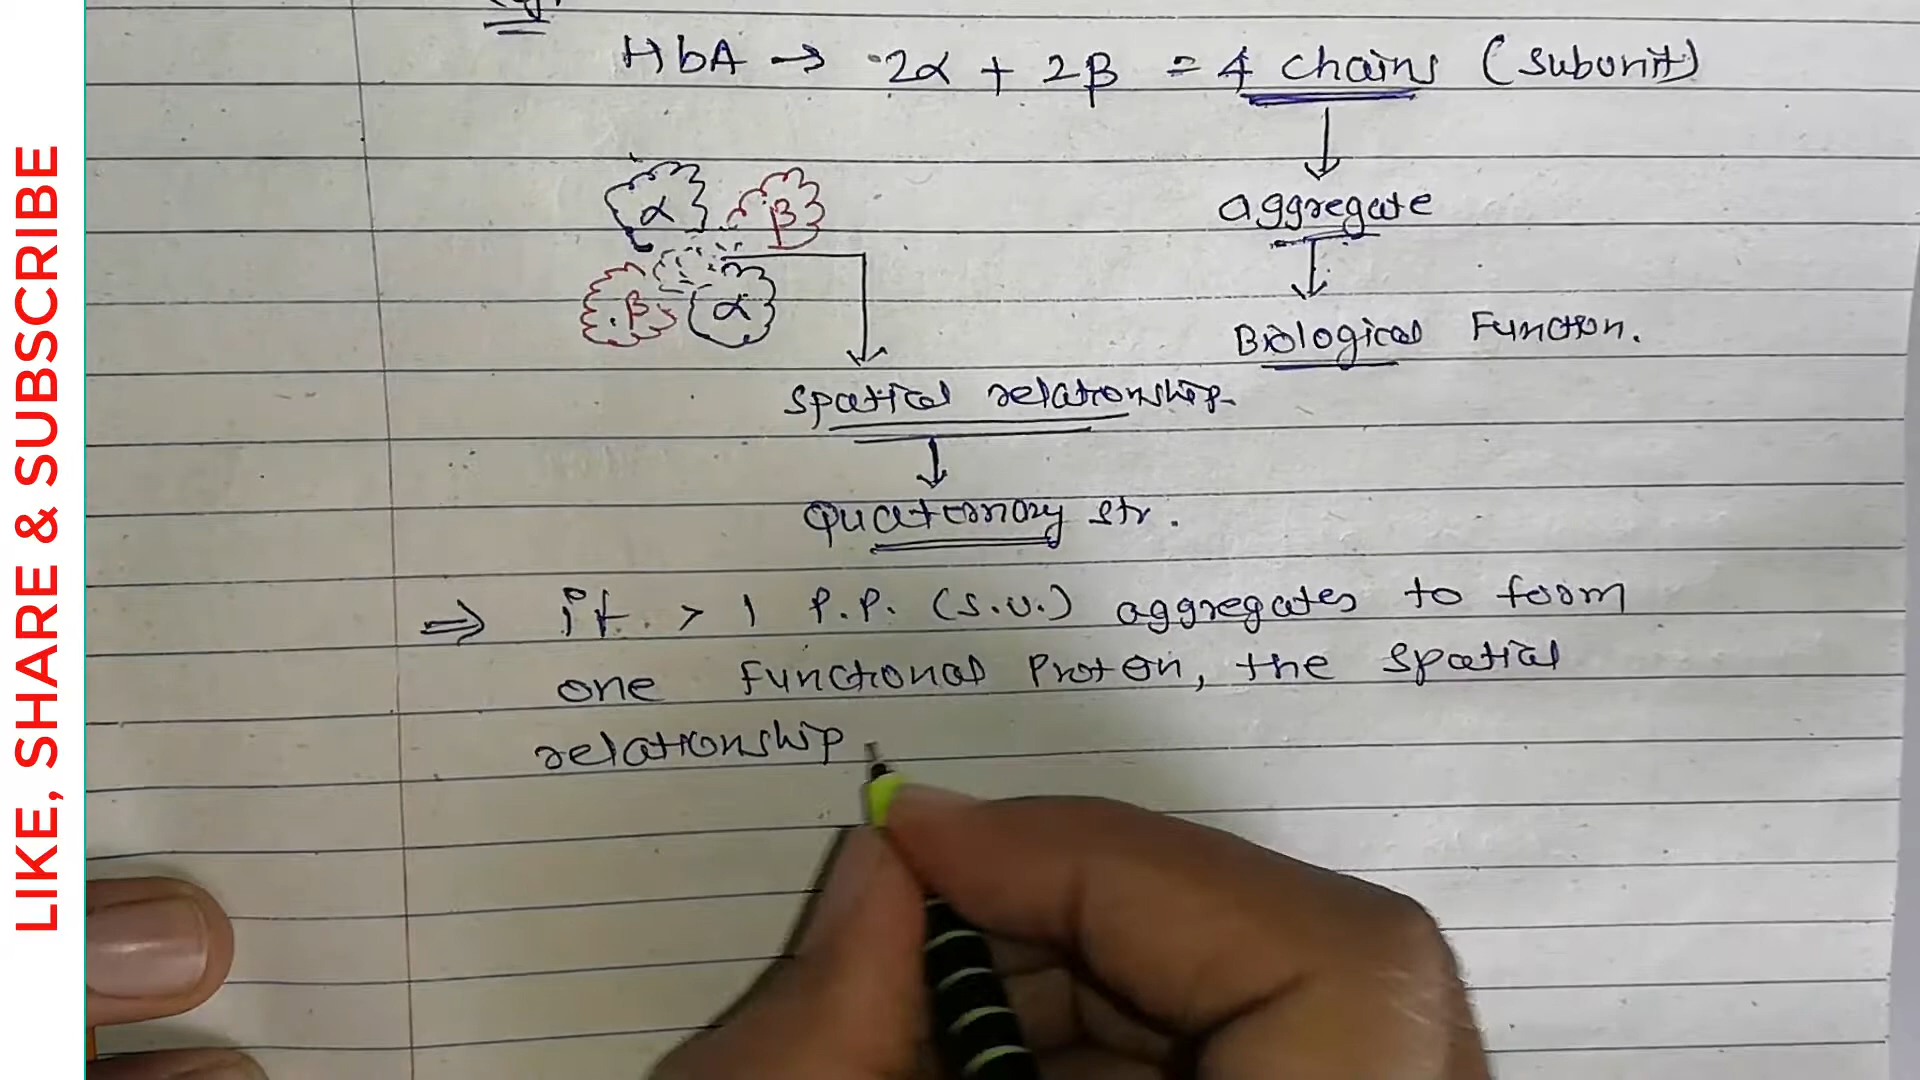 LIKE, SHARE & SUBSCRIBE
HbA → 2α + 2β = 4 chains (subunit)
α β
β α
aggregate
Biological Function.
spatial relationship
Quaternary str.
⇒ if > 1 P.P. (S.U.) aggregates to form
one Functional Protein, the spatial
relationship